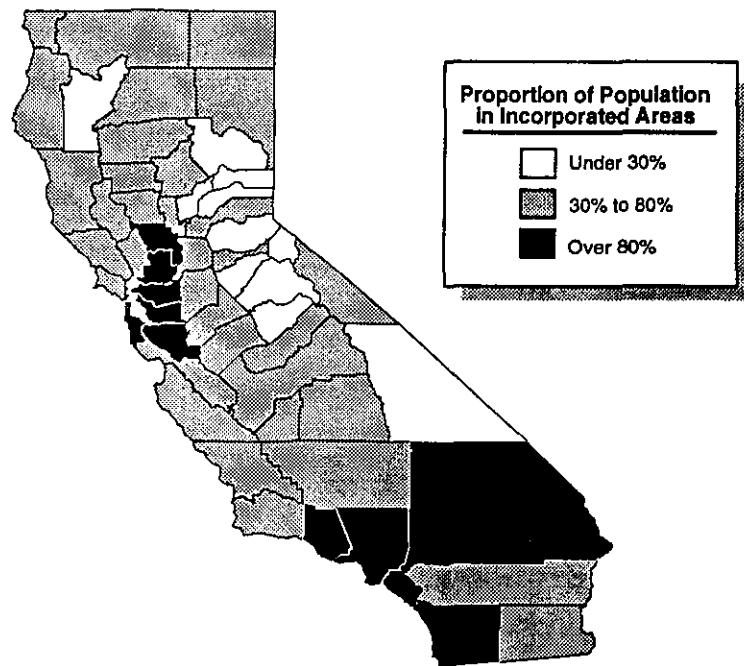 Proportion of Population
in Incorporated Areas
Under 30%
30% to 80%
Over 80%